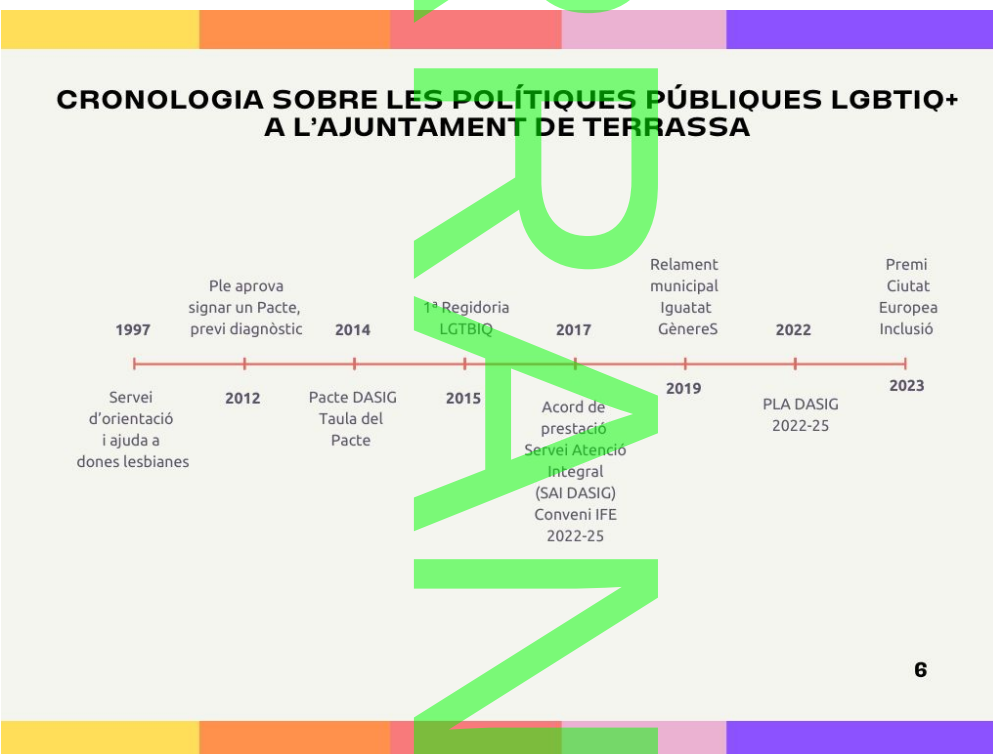 CRONOLOGIA SOBRE LES POLÍTIQUES PÚBLIQUES LGBTIQ+
A L'AJUNTAMENT DE TERRASSA
1997
Servei
d'orientació
i ajuda a
dones lesbianes
Ple aprova
signar un Pacte,
previ diagnòstic
2012
2014
Pacte DASIG
Taula del
Pacte
1ª Regidoria
LGTBIQ
2015
2017
Acord de
prestació
Servei Atenció
Integral
(SAI DASIG)
Conveni IFE
2022-25
Relament
municipal
Iguatat
GènereS
2019
2022
PLA DASIG
2022-25
Premi
Ciutat
Europea
Inclusió
2023
6
RAN